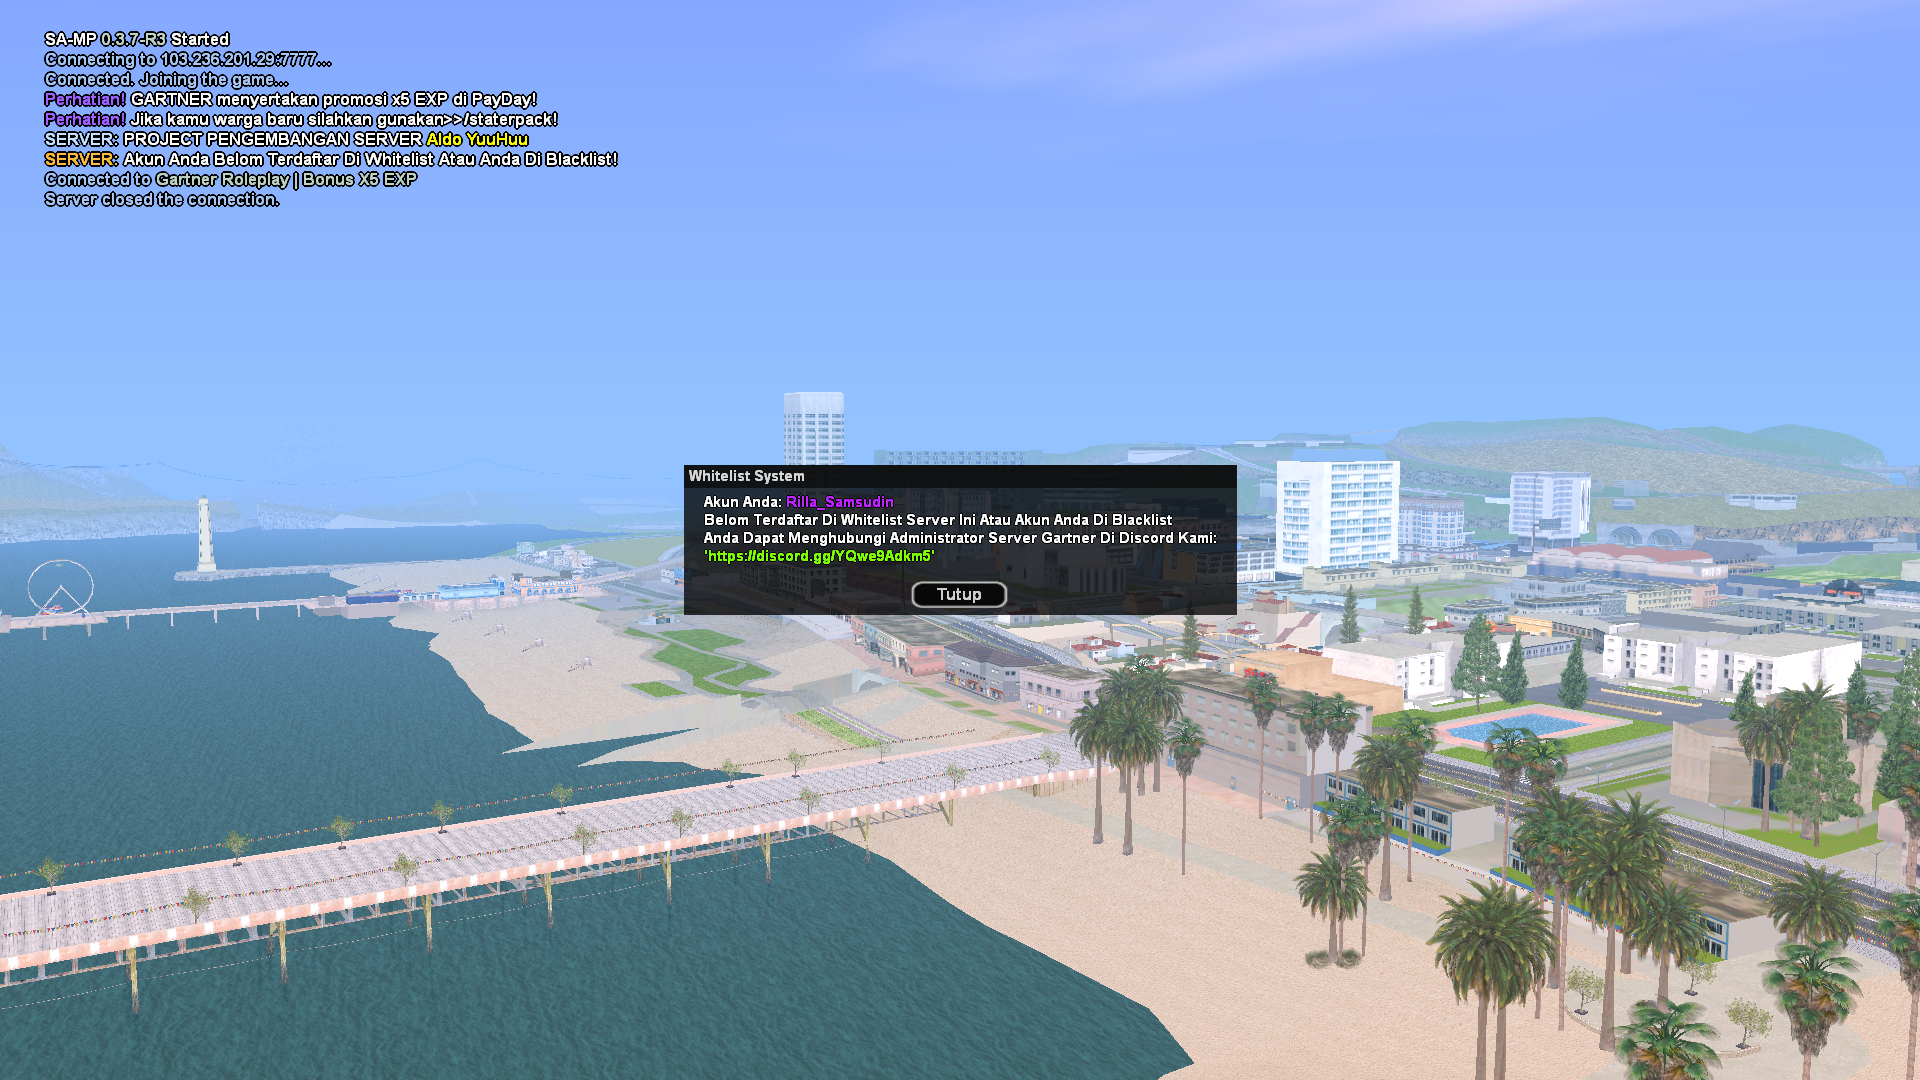 SA-MP 0.3.7-R3 Started
Connecting to 103.236.201.29:7777...
Connected. Joining the game...
Perhatian! GARTNER menyertakan promosi x5 EXP di PayDay!
Perhatian! Jika kamu warga baru silahkan gunakan>>/staterpack!
SERVER: PROJECT PENGEMBANGAN SERVER Aldo YuuHuu
SERVER: Akun Anda Belom Terdaftar Di Whitelist Atau Anda Di Blacklist!
Connected to Gartner Roleplay | Bonus X5 EXP
Server closed the connection.
Whitelist System
Akun Anda: Rilla_Samsudin
Belom Terdaftar Di Whitelist Server Ini Atau Akun Anda Di Blacklist
Anda Dapat Menghubungi Administrator Server Gartner Di Discord Kami:
'https://discord.gg/YQwe9Adkm5'
Tutup